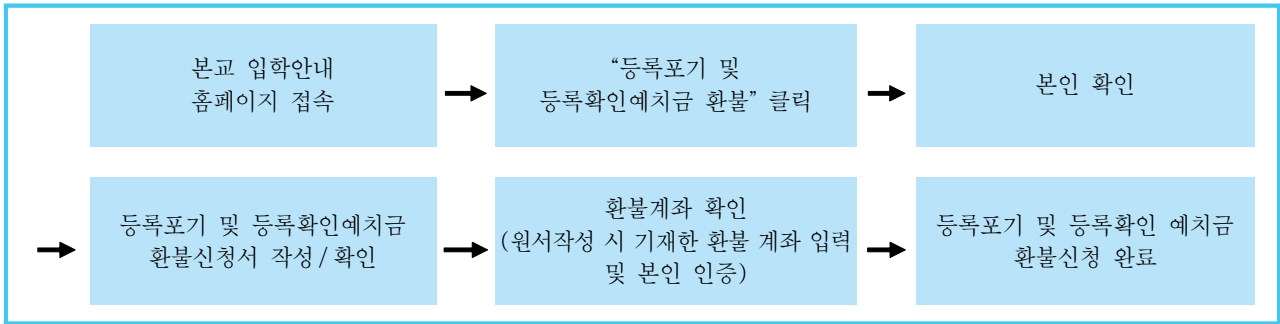 본교 입학안내
홈페이지 접속
“등록포기 및
등록확인예치금 환불” 클릭
본인 확인
등록포기 및 등록확인예치금
환불신청서 작성/확인
환불계좌 확인
(원서작성 시 기재한 환불 계좌 입력
및 본인 인증)
등록포기 및 등록확인 예치금
환불신청 완료